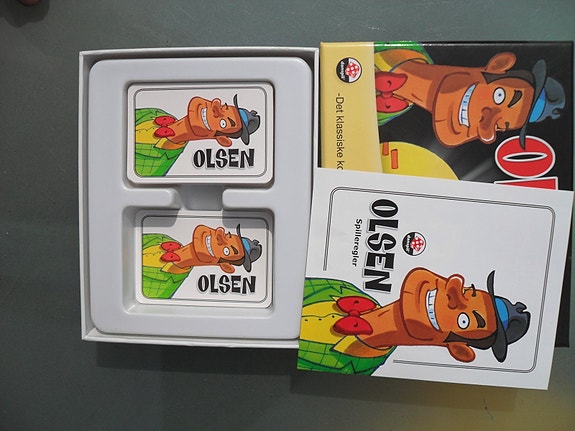 OLSEN
OLSEN
-Det klassiske
OLSEN
Spilleregler